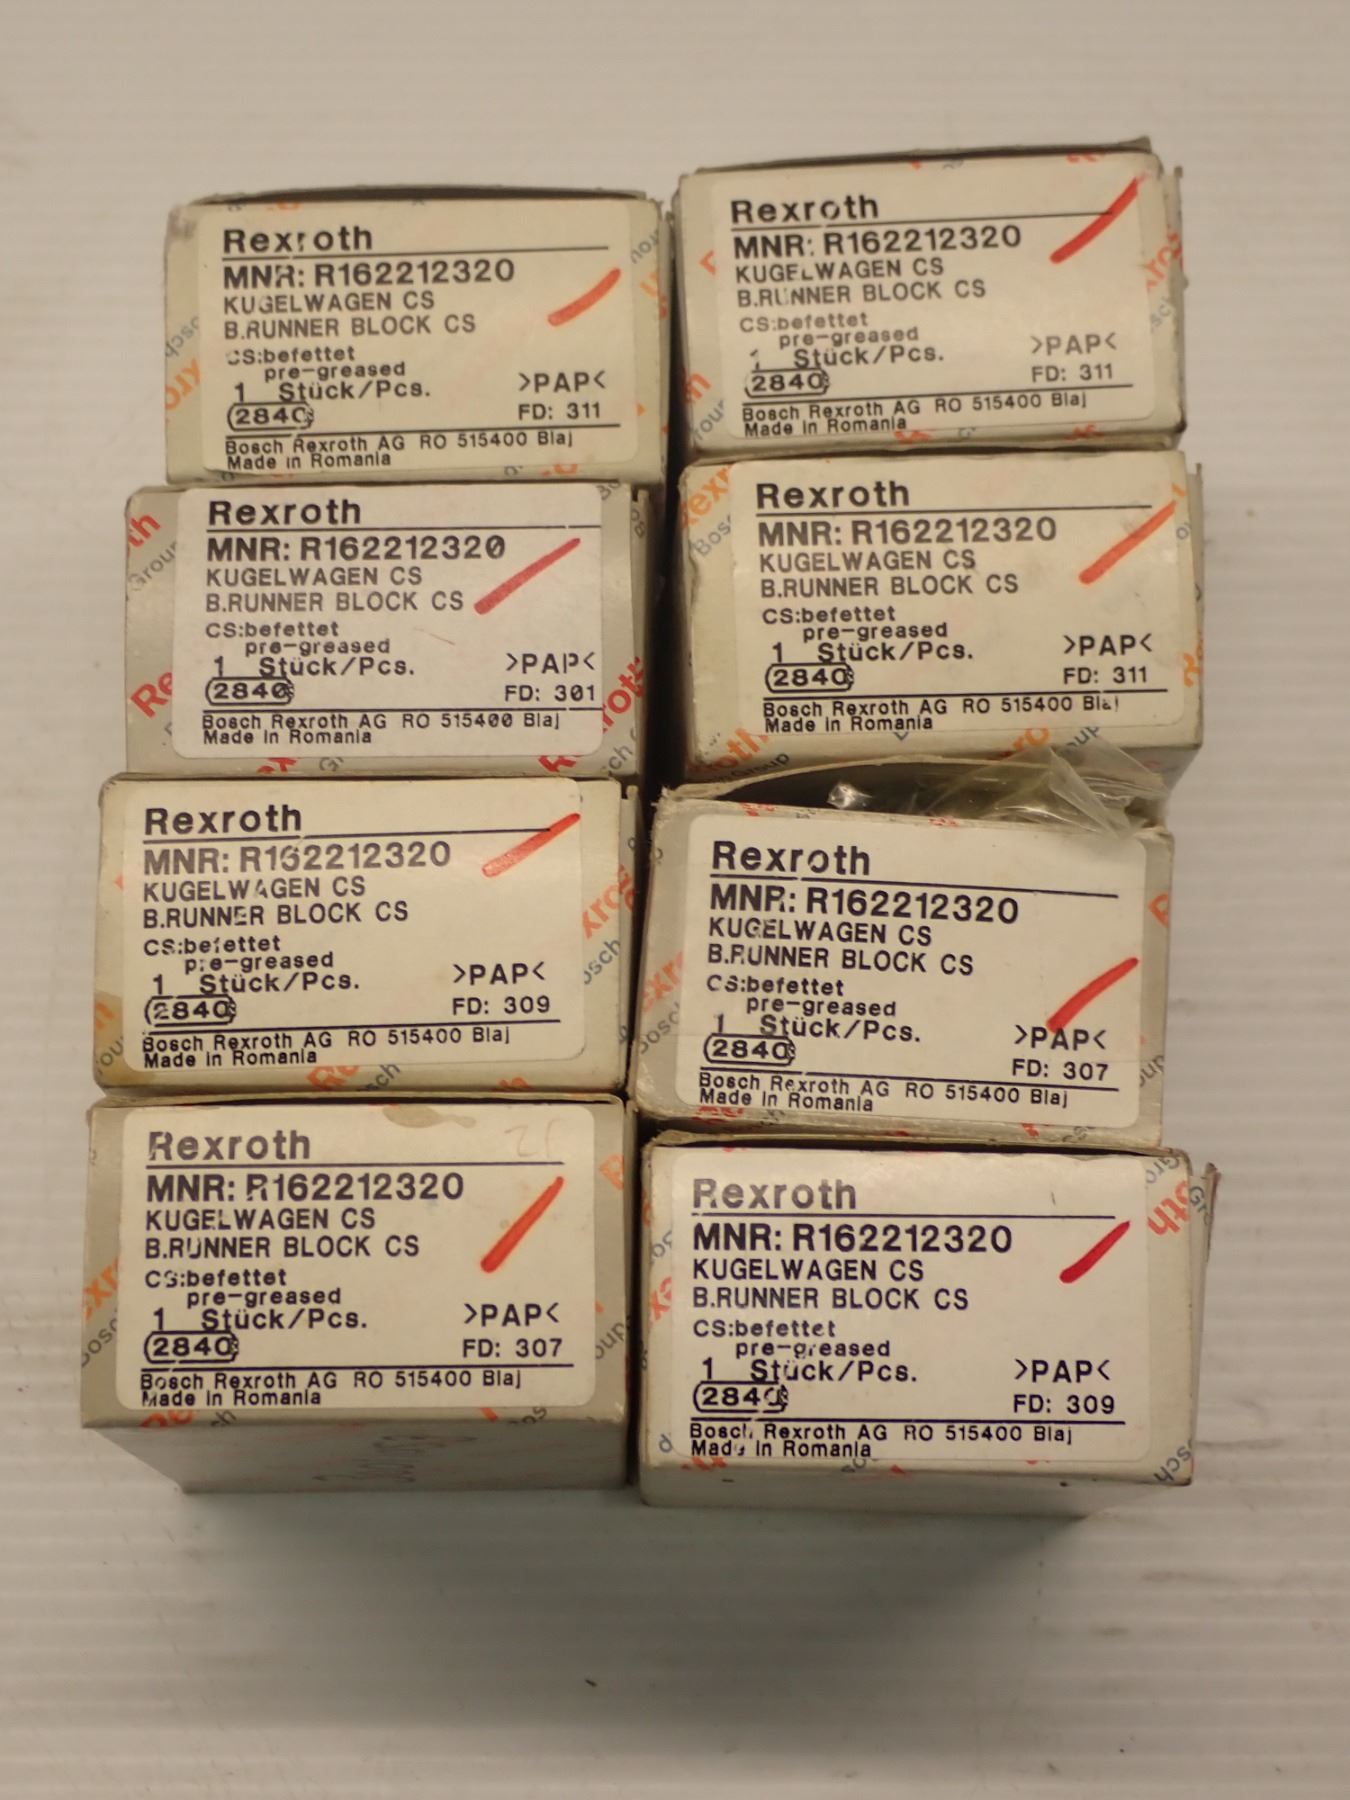 Rexroth
MNR: R162212320
KUGELWAGEN CS
B.RUNNER BLOCK CS
CS:befettet
pre-greased
1 Stück/Pcs.
>PAP<
2840
FD: 311
Bosch Rexroth AG RO 515400 Blaj
Made in Romania
Rexroth
MNR: R162212320
KUGELWAGEN CS
B.RUNNER BLOCK CS
CS:befettet
pre-greased
1 Stück/Pcs.
>PAP<
2840
FD: 311
Bosch Rexroth AG RO 515400 Blaj
Made in Romania
Rexroth
MNR: R162212320
KUGELWAGEN CS
B.RUNNER BLOCK CS
CS:befettet
pre-greased
1 Stück/Pcs.
>PAP<
2840
FD: 301
Bosch Rexroth AG RO 515400 Blaj
Made in Romania
Rexroth
MNR: R162212320
KUGELWAGEN CS
B.RUNNER BLOCK CS
CS:befettet
pre-greased
1 Stück/Pcs.
>PAP<
2840
FD: 311
Bosch Rexroth AG RO 515400 Blaj
Made in Romania
Rexroth
MNR: R162212320
KUGELWAGEN CS
B.RUNNER BLOCK CS
CS:befettet
pre-greased
1 Stück/Pcs.
>PAP<
2840
FD: 309
Bosch Rexroth AG RO 515400 Blaj
Made in Romania
Rexroth
MNR: R162212320
KUGELWAGEN CS
B.RUNNER BLOCK CS
CS:befettet
pre-greased
1 Stück/Pcs.
>PAP<
2840
FD: 307
Bosch Rexroth AG RO 515400 Blaj
Made in Romania
Rexroth
MNR: R162212320
KUGELWAGEN CS
B.RUNNER BLOCK CS
CS:befettet
pre-greased
1 Stück/Pcs.
>PAP<
2840
FD: 307
Bosch Rexroth AG RO 515400 Blaj
Made in Romania
Rexroth
MNR: R162212320
KUGELWAGEN CS
B.RUNNER BLOCK CS
CS:befettet
pre-greased
1 Stück/Pcs.
>PAP<
2840
FD: 309
Bosch Rexroth AG RO 515400 Blaj
Made in Romania